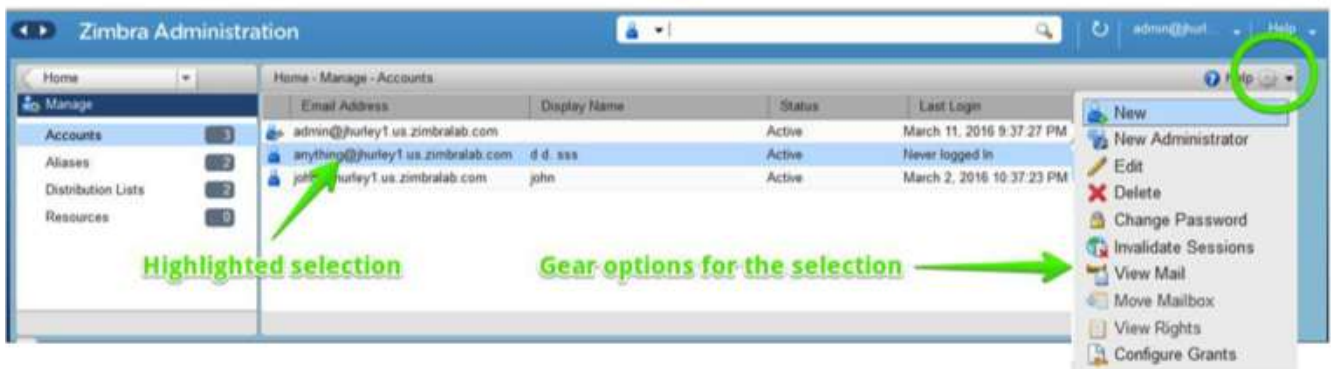 Zimbra Administration
admin@jhurl... Help
Home
Home - Manage - Accounts
Help
Manage
Email Address Display Name Status Last Login
New
Accounts 3
admin@jhurley1.us.zimbralab.com Active March 11, 2016 9:37:27 PM
New Administrator
Aliases 2
anything@jhurley1.us.zimbralab.com d d. sss Active Never logged In
Edit
Distribution Lists 2
hurley1.us.zimbralab.com john Active March 2, 2016 10:37:23 PM
Delete
Resources 0
Change Password
Invalidate Sessions
Highlighted selection
Gear options for the selection
View Mail
Move Mailbox
View Rights
Configure Grants